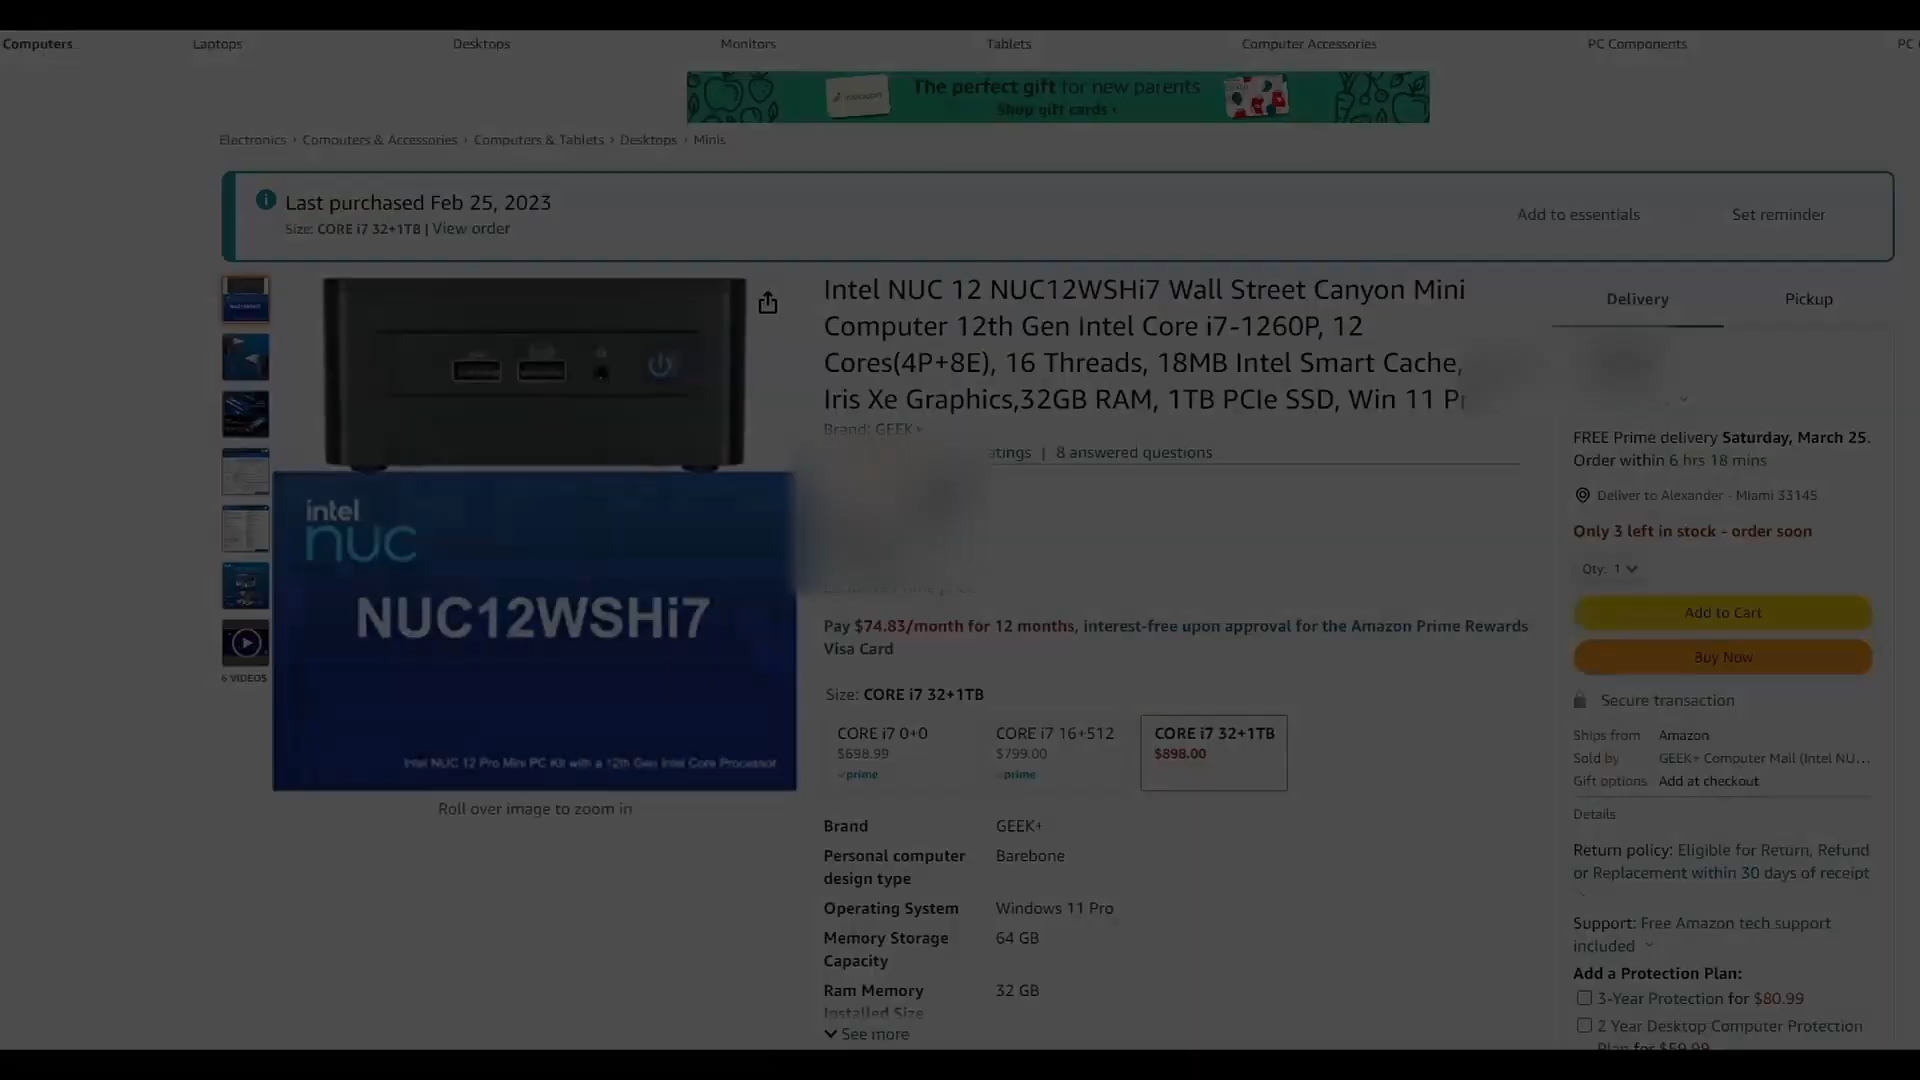 Computers
Laptops
Desktops
Monitors
Tablets
Computer Accessories
PC Components
PC
The perfect gift for new parents
Shop gift cards ›
Electronics › Computers & Accessories › Computers & Tablets › Desktops › Minis
Last purchased Feb 25, 2023
Size: CORE i7 32+1TB | View order
Add to essentials
Set reminder
Intel NUC 12 NUC12WSHi7 Wall Street Canyon Mini
Computer 12th Gen Intel Core i7-1260P, 12
Cores(4P+8E), 16 Threads, 18MB Intel Smart Cache,
Iris Xe Graphics,32GB RAM, 1TB PCIe SSD, Win 11 P
Brand: GEEK+
atings | 8 answered questions
intel
nuc
NUC12WSHi7
Intel NUC 12 Pro Mini PC Kit with a 12th Gen Intel Core Processor
6 VIDEOS
Roll over image to zoom in
Pay $74.83/month for 12 months, interest-free upon approval for the Amazon Prime Rewards
Visa Card
Size: CORE i7 32+1TB
CORE i7 0+0
$698.99
prime
CORE i7 16+512
$799.00
prime
CORE i7 32+1TB
$898.00
Brand GEEK+
Personal computer Barebone
design type
Operating System Windows 11 Pro
Memory Storage 64 GB
Capacity
Ram Memory 32 GB
Installed Size
See more
Delivery
Pickup
FREE Prime delivery Saturday, March 25.
Order within 6 hrs 18 mins
Deliver to Alexander - Miami 33145
Only 3 left in stock - order soon
Qty: 1
Add to Cart
Buy Now
Secure transaction
Ships from Amazon
Sold by GEEK+ Computer Mall (Intel NU...
Gift options Add at checkout
Details
Return policy: Eligible for Return, Refund
or Replacement within 30 days of receipt
Support: Free Amazon tech support
included
Add a Protection Plan:
3-Year Protection for $80.99
2 Year Desktop Computer Protection
Plan for $59.99